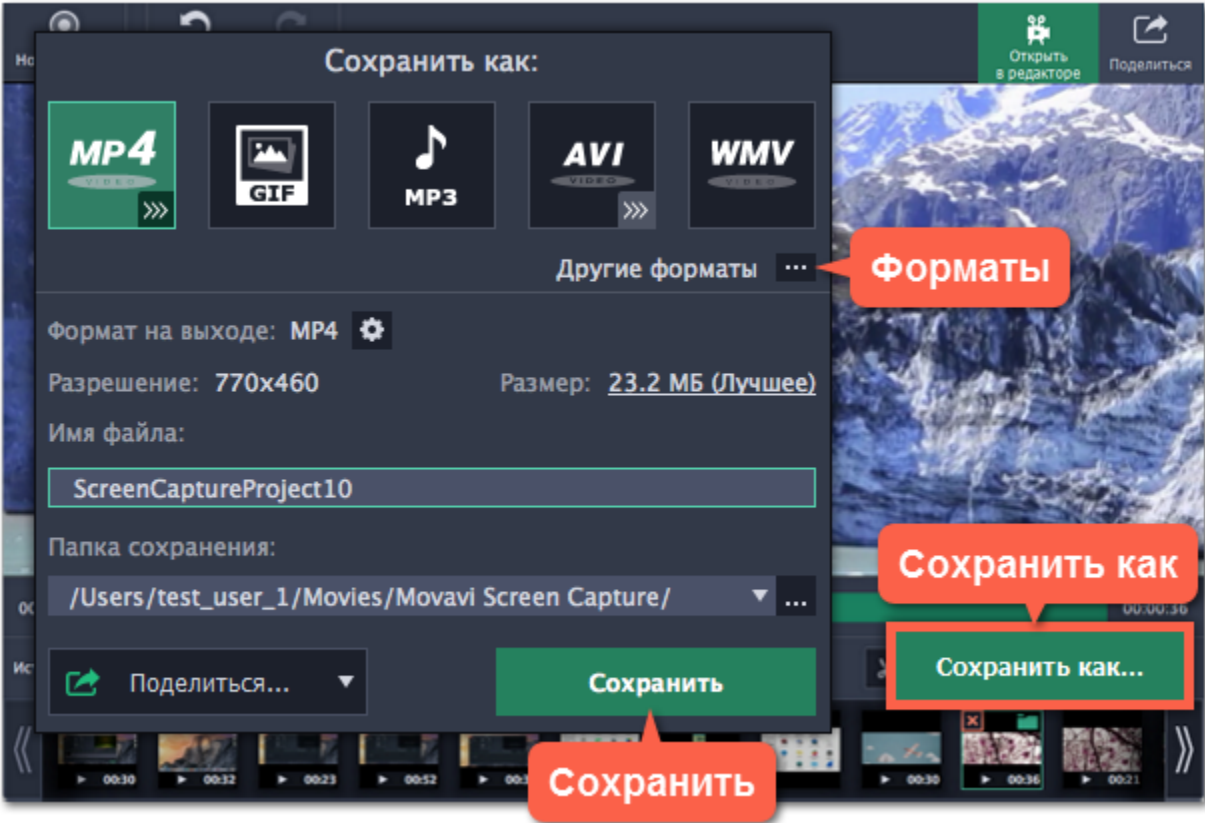 Сохранить как:
Открыть
в редакторе
Поделиться
MP4
VIDEO
GIF
MP3
AVI
VIDEO
WMV
VIDEO
Другие форматы ...
Форматы
Формат на выходе: MP4
Разрешение: 770x460
Размер: 23.2 МБ (Лучшее)
Имя файла:
ScreenCaptureProject10
Папка сохранения:
/Users/test_user_1/Movies/Movavi Screen Capture/ ...
Сохранить как
00:00:36
Поделиться...
Сохранить
Сохранить как...
00:30
00:32
00:23
00:52
00:30
00:36
00:21
Сохранить